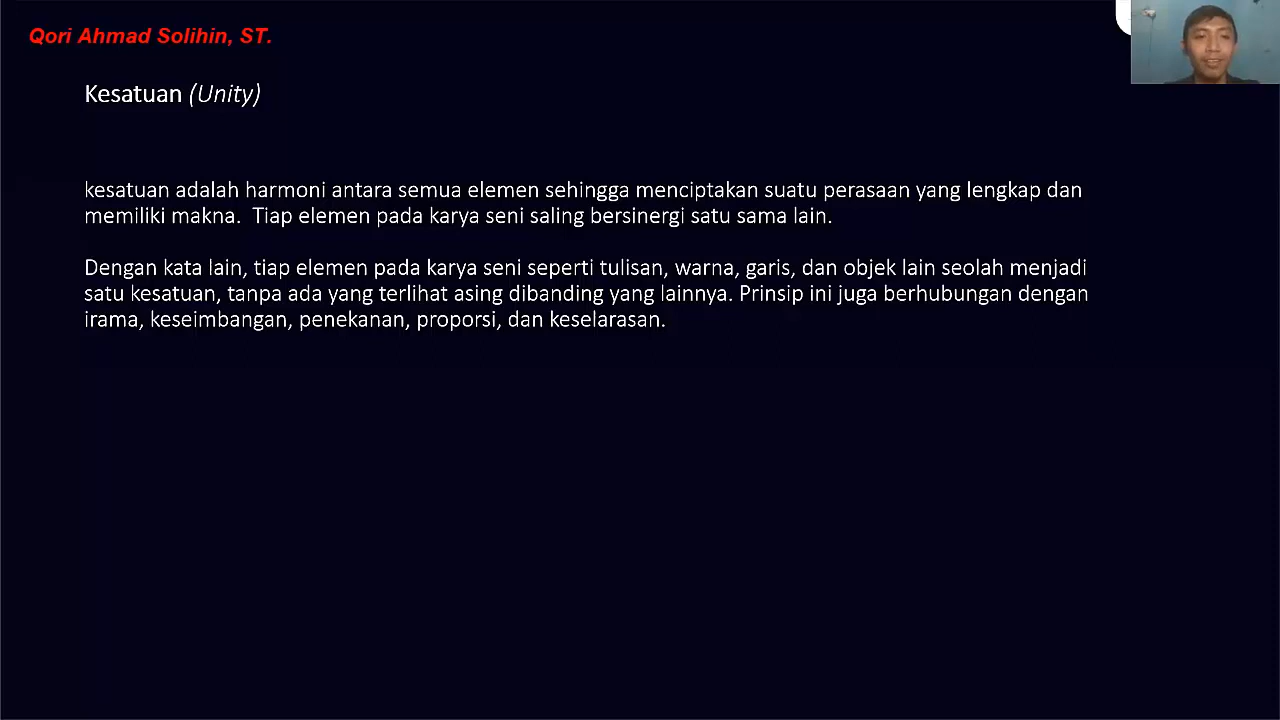 Qori Ahmad Solihin, ST.
Kesatuan (Unity)
kesatuan adalah harmoni antara semua elemen sehingga menciptakan suatu perasaan yang lengkap dan
memiliki makna.  Tiap elemen pada karya seni saling bersinergi satu sama lain.
Dengan kata lain, tiap elemen pada karya seni seperti tulisan, warna, garis, dan objek lain seolah menjadi
satu kesatuan, tanpa ada yang terlihat asing dibanding yang lainnya. Prinsip ini juga berhubungan dengan
irama, keseimbangan, penekanan, proporsi, dan keselarasan.